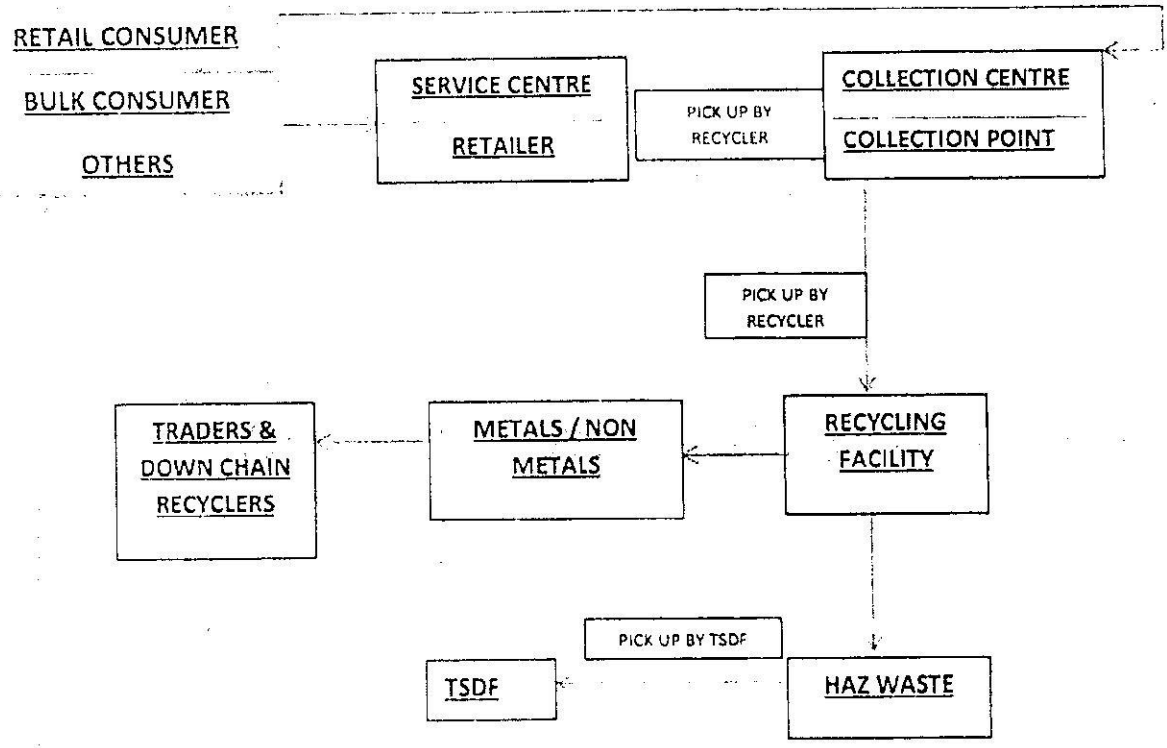 RETAIL CONSUMER
BULK CONSUMER
OTHERS
SERVICE CENTRE
RETAILER
PICK UP BY
RECYCLER
COLLECTION CENTRE
COLLECTION POINT
PICK UP BY
RECYCLER
TRADERS &
DOWN CHAIN
RECYCLERS
METALS / NON
METALS
RECYCLING
FACILITY
PICK UP BY TSDF
TSDF
HAZ WASTE